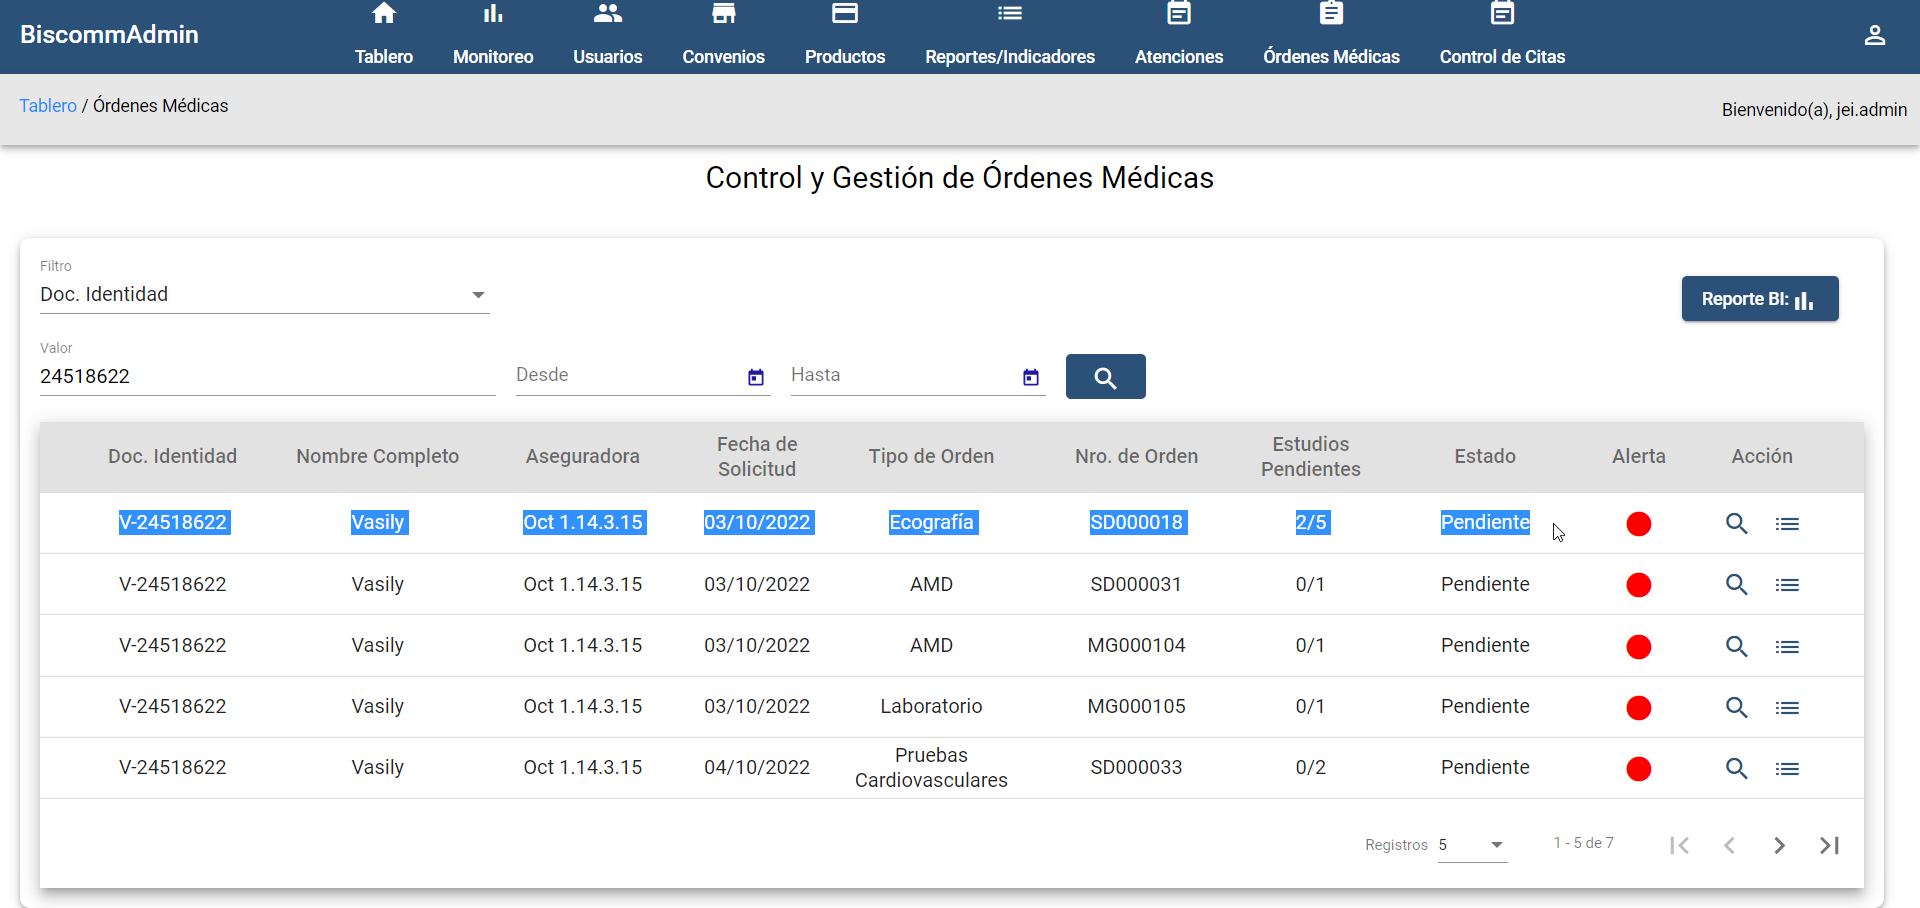 BiscommAdmin
Tablero Monitoreo Usuarios Convenios Productos Reportes/Indicadores Atenciones Órdenes Médicas Control de Citas
Tablero / Órdenes Médicas
Bienvenido(a), jei.admin
Control y Gestión de Órdenes Médicas
Filtro
Doc. Identidad
Reporte BI:
Valor
24518622 Desde Hasta
Doc. Identidad Nombre Completo Aseguradora Fecha de Solicitud Tipo de Orden Nro. de Orden Estudios Pendientes Estado Alerta Acción
V-24518622 Vasily Oct 1.14.3.15 03/10/2022 Ecografía SD000018 2/5 Pendiente
V-24518622 Vasily Oct 1.14.3.15 03/10/2022 AMD SD000031 0/1 Pendiente
V-24518622 Vasily Oct 1.14.3.15 03/10/2022 AMD MG000104 0/1 Pendiente
V-24518622 Vasily Oct 1.14.3.15 03/10/2022 Laboratorio MG000105 0/1 Pendiente
V-24518622 Vasily Oct 1.14.3.15 04/10/2022 Pruebas Cardiovasculares SD000033 0/2 Pendiente
Registros 5 1 - 5 de 7